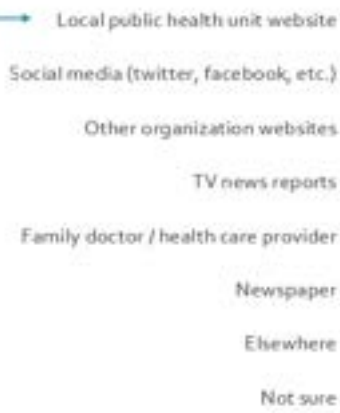 Local public health unit website
Social media (twitter, facebook, etc.)
Other organization websites
TV news reports
Family doctor / health care provider
Newspaper
Elsewhere
Not sure